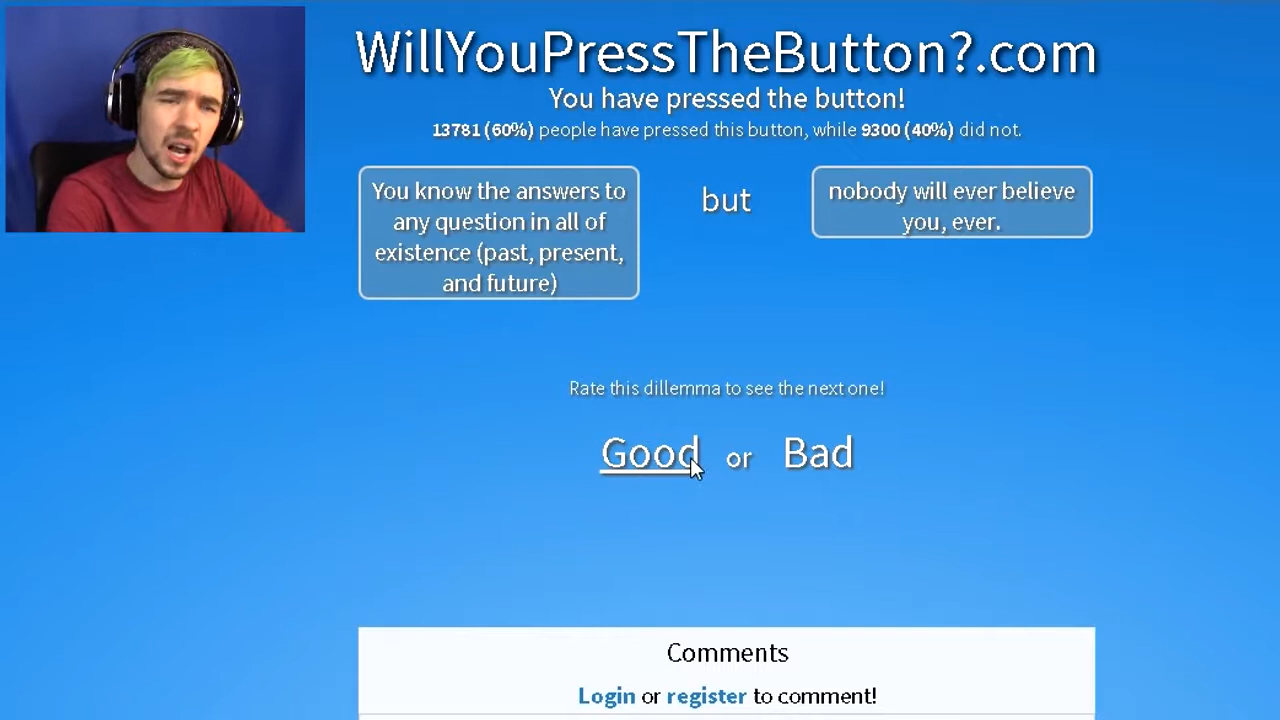 WillYouPressTheButton?.com
You have pressed the button!
13781 (60%) people have pressed this button, while 9300 (40%) did not.
You know the answers to
any question in all of
existence (past, present,
and future)
but
nobody will ever believe
you, ever.
Rate this dillemma to see the next one!
Good or Bad
Comments
Login or register to comment!